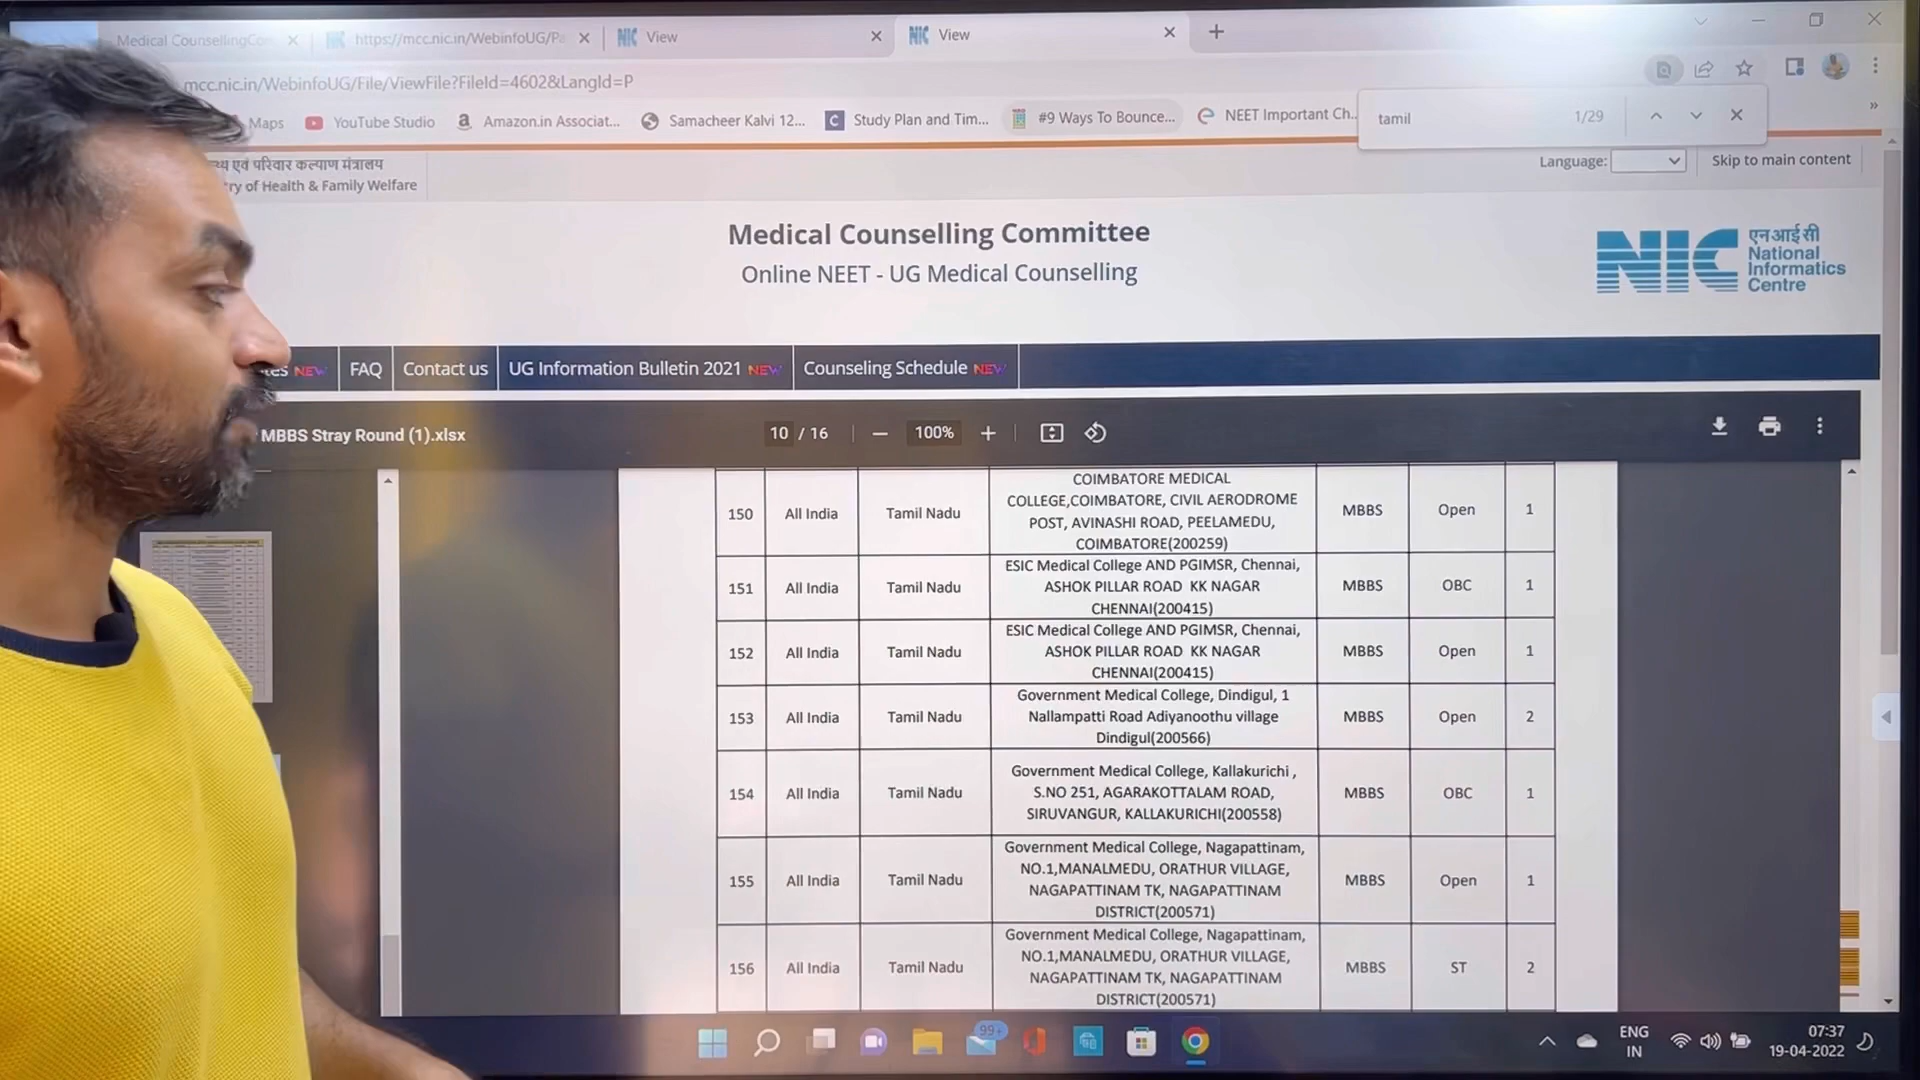 Medical CounsellingCom
https://mcc.nic.in/WebinfoUG/Pa
NIC View
NIC View
mcc.nic.in/WebinfoUG/File/ViewFile?FileId=4602&LangId=P
Maps
YouTube Studio
Amazon.in Associat...
Samacheer Kalvi 12...
C Study Plan and Tim...
#9 Ways To Bounce...
NEET Important Ch...
tamil 1/29
एवं परिवार कल्याण मंत्रालय
ry of Health & Family Welfare
Language:
Skip to main content
Medical Counselling Committee
Online NEET - UG Medical Counselling
NIC
एन आई सी
National
Informatics
Centre
tes NEW
FAQ
Contact us
UG Information Bulletin 2021 NEW
Counseling Schedule NEW
MBBS Stray Round (1).xlsx
10 / 16
100%
150 All India Tamil Nadu COIMBATORE MEDICAL
COLLEGE,COIMBATORE, CIVIL AERODROME
POST, AVINASHI ROAD, PEELAMEDU,
COIMBATORE(200259) MBBS Open 1
151 All India Tamil Nadu ESIC Medical College AND PGIMSR, Chennai,
ASHOK PILLAR ROAD KK NAGAR
CHENNAI(200415) MBBS OBC 1
152 All India Tamil Nadu ESIC Medical College AND PGIMSR, Chennai,
ASHOK PILLAR ROAD KK NAGAR
CHENNAI(200415) MBBS Open 1
153 All India Tamil Nadu Government Medical College, Dindigul, 1
Nallampatti Road Adiyanoothu village
Dindigul(200566) MBBS Open 2
154 All India Tamil Nadu Government Medical College, Kallakurichi ,
S.NO 251, AGARAKOTTALAM ROAD,
SIRUVANGUR, KALLAKURICHI(200558) MBBS OBC 1
155 All India Tamil Nadu Government Medical College, Nagapattinam,
NO.1,MANALMEDU, ORATHUR VILLAGE,
NAGAPATTINAM TK, NAGAPATTINAM
DISTRICT(200571) MBBS Open 1
156 All India Tamil Nadu Government Medical College, Nagapattinam,
NO.1,MANALMEDU, ORATHUR VILLAGE,
NAGAPATTINAM TK, NAGAPATTINAM
DISTRICT(200571) MBBS ST 2
99+
ENG
IN
07:37
19-04-2022